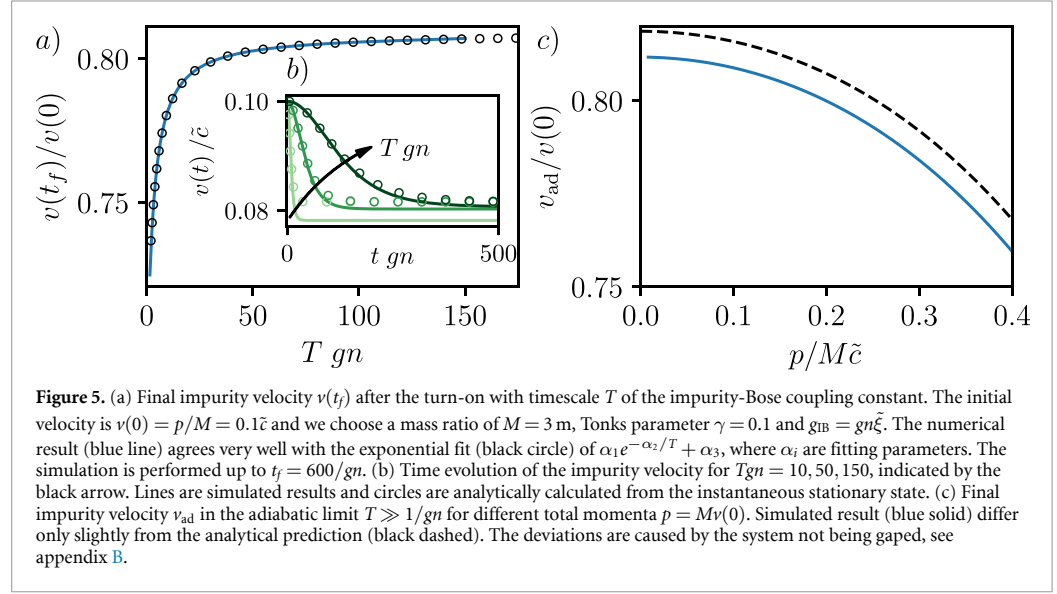 a)
v(t_f)/v(0)
0.80
0.75
0
50
100
150
T gn
b)
v(t)/c̃
0.10
0.08
T gn
0
t gn
500
c)
v_ad/v(0)
0.80
0.75
0.0
0.1
0.2
0.3
0.4
p/Mc̃
Figure 5. (a) Final impurity velocity v(t_f) after the turn-on with timescale T of the impurity-Bose coupling constant. The initial
velocity is v(0) = p/M = 0.1c̃ and we choose a mass ratio of M = 3 m, Tonks parameter γ = 0.1 and g_IB = gnξ̃. The numerical
result (blue line) agrees very well with the exponential fit (black circle) of α₁e^{−α₂/T} + α₃, where αᵢ are fitting parameters. The
simulation is performed up to t_f = 600/gn. (b) Time evolution of the impurity velocity for Tgn = 10, 50, 150, indicated by the
black arrow. Lines are simulated results and circles are analytically calculated from the instantaneous stationary state. (c) Final
impurity velocity v_ad in the adiabatic limit T ≫ 1/gn for different total momenta p = Mv(0). Simulated result (blue solid) differ
only slightly from the analytical prediction (black dashed). The deviations are caused by the system not being gaped, see
appendix B.